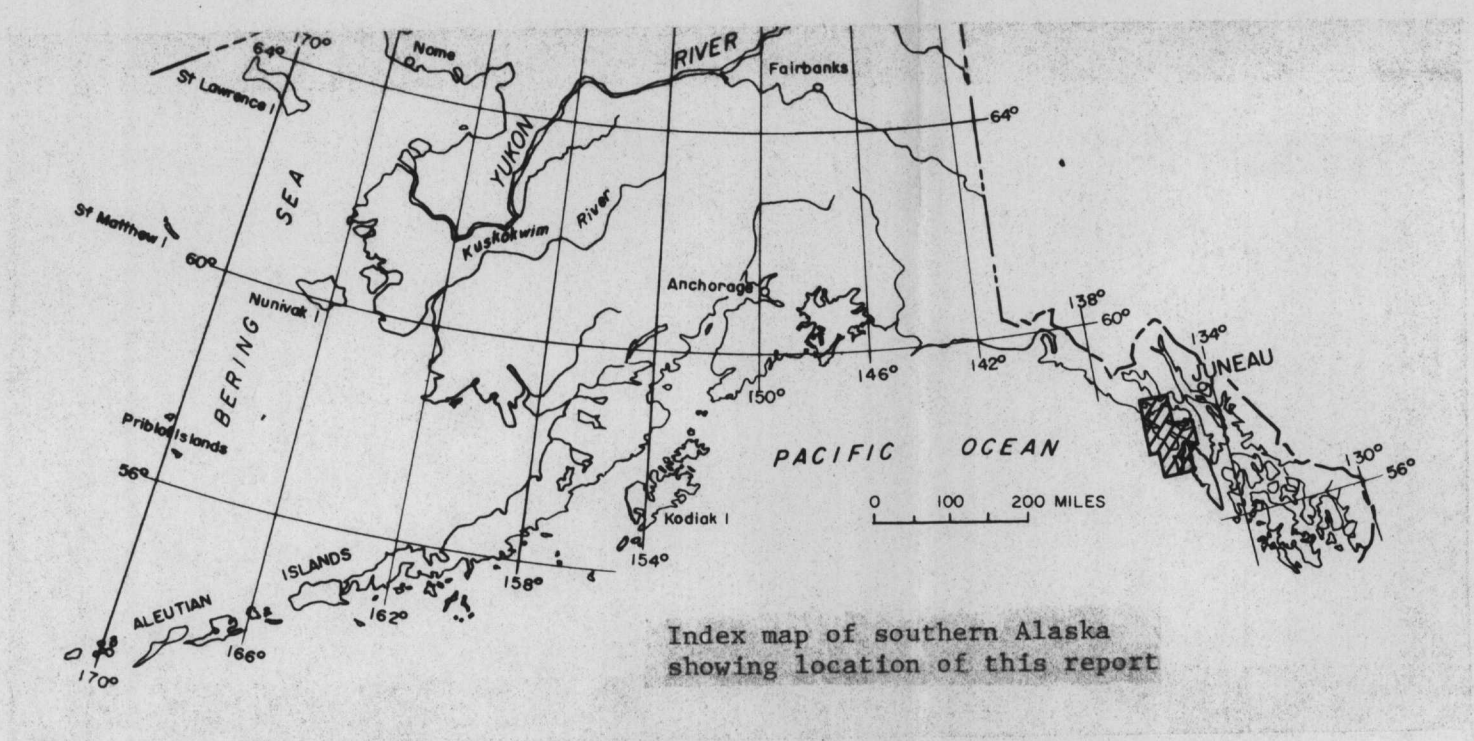 64°
170°
Nome
RIVER
Fairbanks
St Lawrence I
64°
YUKON
SEA
St Matthew I
River
Kuskokwim
60°
Nunivak I
Anchorage
138°
60°
134°
BERING
146°
142°
JUNEAU
150°
Pribilof Islands
PACIFIC OCEAN
130°
56°
56°
0 100 200 MILES
Kodiak I
154°
158°
ISLANDS
ALEUTIAN
162°
166°
170°
Index map of southern Alaska
showing location of this report